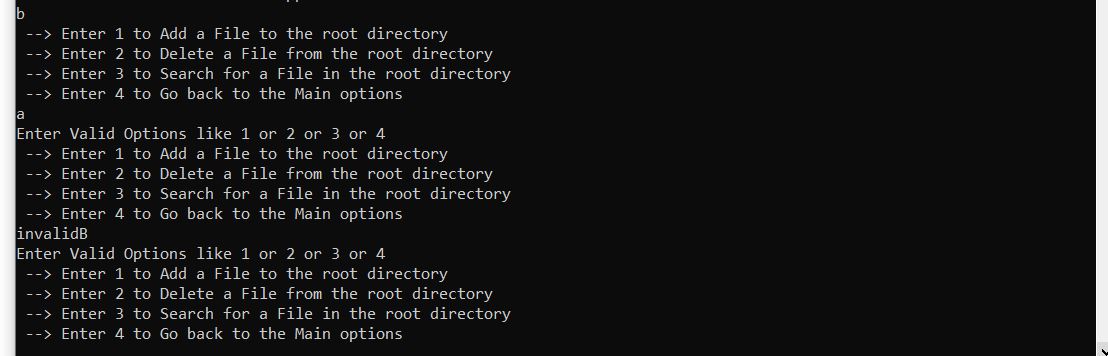 b
 --> Enter 1 to Add a File to the root directory
 --> Enter 2 to Delete a File from the root directory
 --> Enter 3 to Search for a File in the root directory
 --> Enter 4 to Go back to the Main options
a
Enter Valid Options like 1 or 2 or 3 or 4
 --> Enter 1 to Add a File to the root directory
 --> Enter 2 to Delete a File from the root directory
 --> Enter 3 to Search for a File in the root directory
 --> Enter 4 to Go back to the Main options
invalidB
Enter Valid Options like 1 or 2 or 3 or 4
 --> Enter 1 to Add a File to the root directory
 --> Enter 2 to Delete a File from the root directory
 --> Enter 3 to Search for a File in the root directory
 --> Enter 4 to Go back to the Main options